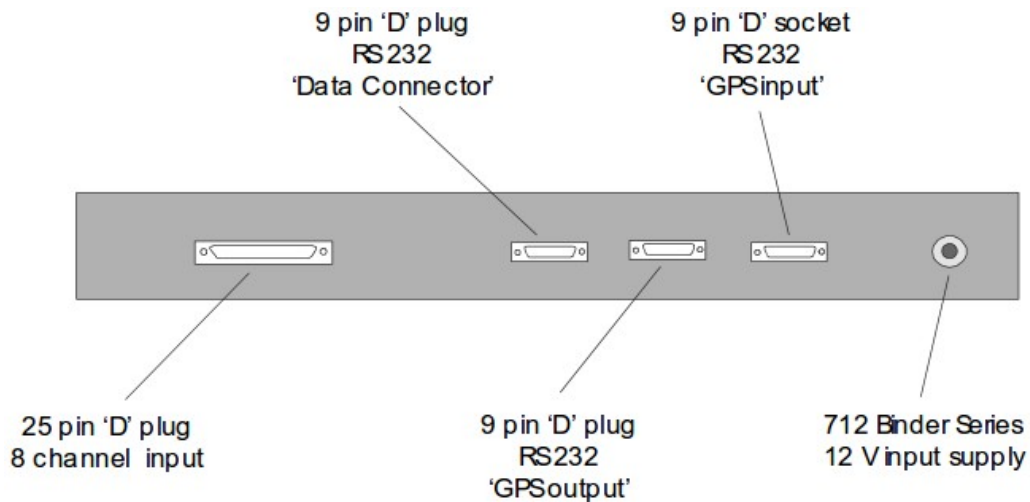 9 pin ‘D’ plug
RS232
‘Data Connector’
9 pin ‘D’ socket
RS232
‘GPSinput’
25 pin ‘D’ plug
8 channel input
9 pin ‘D’ plug
RS232
‘GPSoutput’
712 Binder Series
12 V input supply